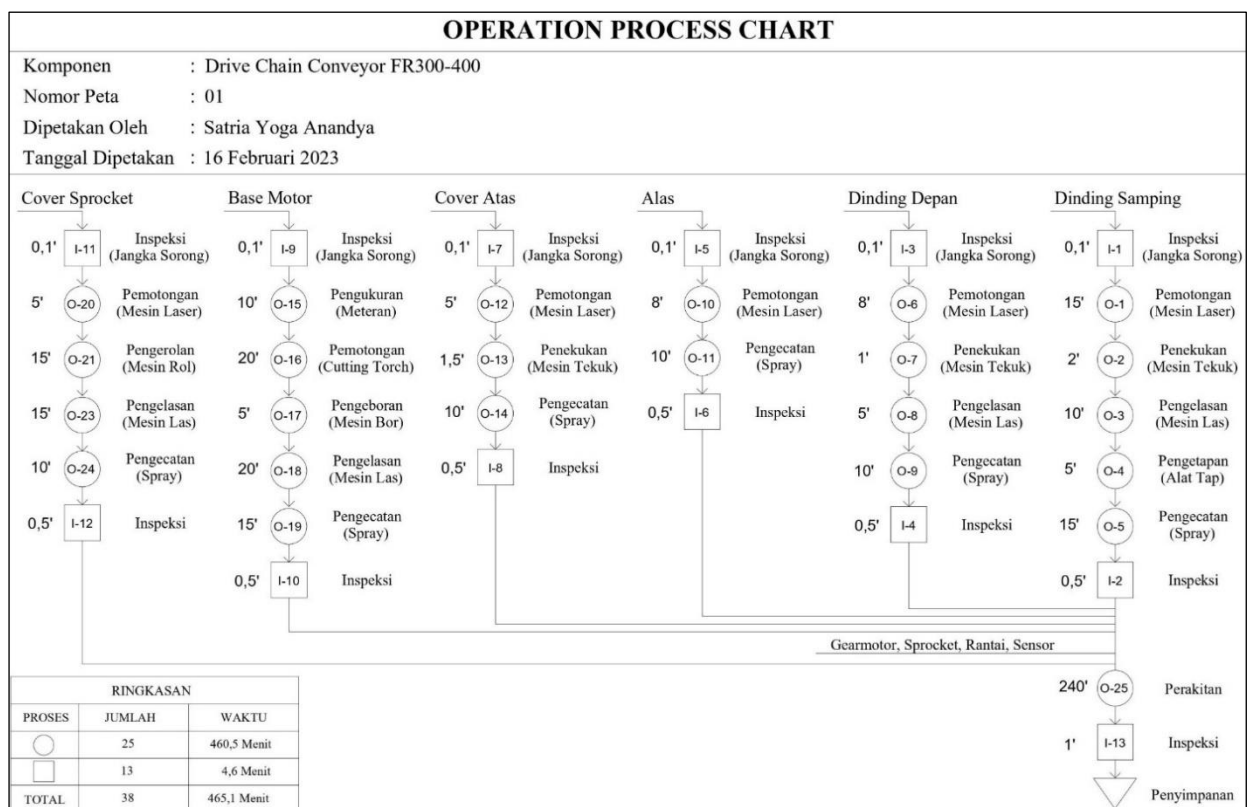 OPERATION PROCESS CHART
Komponen : Drive Chain Conveyor FR300-400
Nomor Peta : 01
Dipetakan Oleh : Satria Yoga Anandya
Tanggal Dipetakan : 16 Februari 2023
Cover Sprocket
0,1' I-11 Inspeksi
(Jangka Sorong)
5' O-20 Pemotongan
(Mesin Laser)
15' O-21 Pengerolan
(Mesin Rol)
15' O-23 Pengelasan
(Mesin Las)
10' O-24 Pengecatan
(Spray)
0,5' I-12 Inspeksi
Base Motor
0,1' I-9 Inspeksi
(Jangka Sorong)
10' O-15 Pengukuran
(Meteran)
20' O-16 Pemotongan
(Cutting Torch)
5' O-17 Pengeboran
(Mesin Bor)
20' O-18 Pengelasan
(Mesin Las)
15' O-19 Pengecatan
(Spray)
0,5' I-10 Inspeksi
Cover Atas
0,1' I-7 Inspeksi
(Jangka Sorong)
5' O-12 Pemotongan
(Mesin Laser)
1,5' O-13 Penekukan
(Mesin Tekuk)
10' O-14 Pengecatan
(Spray)
0,5' I-8 Inspeksi
Alas
0,1' I-5 Inspeksi
(Jangka Sorong)
8' O-10 Pemotongan
(Mesin Laser)
10' O-11 Pengecatan
(Spray)
0,5' I-6 Inspeksi
Dinding Depan
0,1' I-3 Inspeksi
(Jangka Sorong)
8' O-6 Pemotongan
(Mesin Laser)
1' O-7 Penekukan
(Mesin Tekuk)
5' O-8 Pengelasan
(Mesin Las)
10' O-9 Pengecatan
(Spray)
0,5' I-4 Inspeksi
Dinding Samping
0,1' I-1 Inspeksi
(Jangka Sorong)
15' O-1 Pemotongan
(Mesin Laser)
2' O-2 Penekukan
(Mesin Tekuk)
10' O-3 Pengelasan
(Mesin Las)
5' O-4 Pengetapan
(Alat Tap)
15' O-5 Pengecatan
(Spray)
0,5' I-2 Inspeksi
Gearmotor, Sprocket, Rantai, Sensor
240' O-25 Perakitan
1' I-13 Inspeksi
Penyimpanan
RINGKASAN
PROSES JUMLAH WAKTU
25 460,5 Menit
13 4,6 Menit
TOTAL 38 465,1 Menit